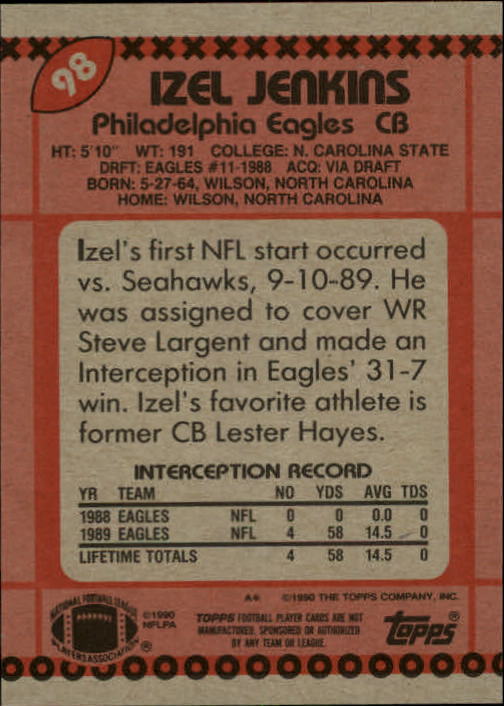 98
IZEL JENKINS
Philadelphia Eagles CB
HT: 5'10" WT: 191 COLLEGE: N. CAROLINA STATE
DRFT: EAGLES #11-1988 ACQ: VIA DRAFT
BORN: 5-27-64, WILSON, NORTH CAROLINA
HOME: WILSON, NORTH CAROLINA
Izel's first NFL start occurred
vs. Seahawks, 9-10-89. He
was assigned to cover WR
Steve Largent and made an
Interception in Eagles' 31-7
win. Izel's favorite athlete is
former CB Lester Hayes.
INTERCEPTION RECORD
YR TEAM NO YDS AVG TDS
1988 EAGLES NFL 0 0 0.0 0
1989 EAGLES NFL 4 58 14.5 0
LIFETIME TOTALS 4 58 14.5 0
A* ©1990 THE TOPPS COMPANY, INC.
NATIONAL FOOTBALL LEAGUE
PLAYERS ASSOCIATION ®
©1990
NFLPA
TOPPS FOOTBALL PLAYER CARDS ARE NOT
MANUFACTURED, SPONSORED OR AUTHORIZED
BY ANY TEAM OR LEAGUE.
topps®